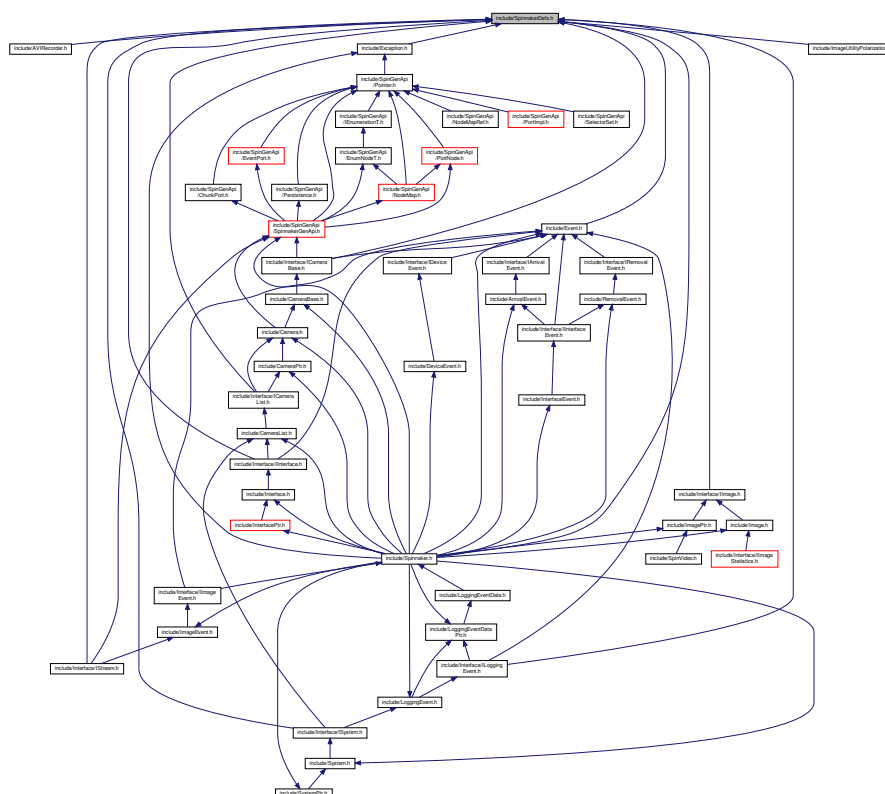 include/SpinnakerDefs.h
include/AVIRecorder.h
include/Exception.h
include/ImageUtilityPolarization
include/SpinGenApi
/Pointer.h
include/SpinGenApi
/IEnumerationT.h
include/SpinGenApi
/NodeMapRef.h
include/SpinGenApi
/PortImpl.h
include/SpinGenApi
/SelectorSet.h
include/SpinGenApi
/EventPort.h
include/SpinGenApi
/EnumNodeT.h
include/SpinGenApi
/PortNode.h
include/SpinGenApi
/ChunkPort.h
include/SpinGenApi
/Persistence.h
include/SpinGenApi
/NodeMap.h
include/SpinGenApi
/SpinnakerGenApi.h
include/Event.h
include/Interface/ICamera
Base.h
include/Interface/IDevice
Event.h
include/Interface/IArrival
Event.h
include/Interface/IRemoval
Event.h
include/CameraBase.h
include/ArrivalEvent.h
include/RemovalEvent.h
include/Camera.h
include/Interface/IInterface
Event.h
include/CameraPtr.h
include/DeviceEvent.h
include/Interface/ICamera
List.h
include/InterfaceEvent.h
include/CameraList.h
include/Interface/IInterface.h
include/Interface.h
include/Interface/IImage.h
include/InterfacePtr.h
include/ImagePtr.h
include/Image.h
include/Spinnaker.h
include/SpinVideo.h
include/Interface/IImage
Statistics.h
include/Interface/IImage
Event.h
include/LoggingEventData.h
include/ImageEvent.h
include/LoggingEventData
Ptr.h
include/Interface/IStream.h
include/Interface/ILogging
Event.h
include/LoggingEvent.h
include/Interface/ISystem.h
include/System.h
include/SystemPtr.h